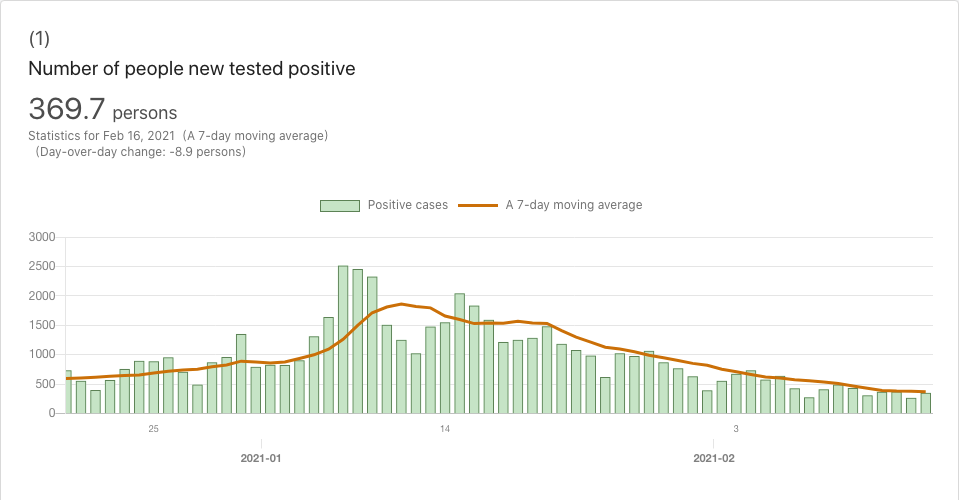 (1)
Number of people new tested positive
369.7 persons
Statistics for Feb 16, 2021 (A 7-day moving average)
(Day-over-day change: -8.9 persons)
Positive cases A 7-day moving average
3000
2500
2000
1500
1000
500
0
25 14 3
2021-01 2021-02